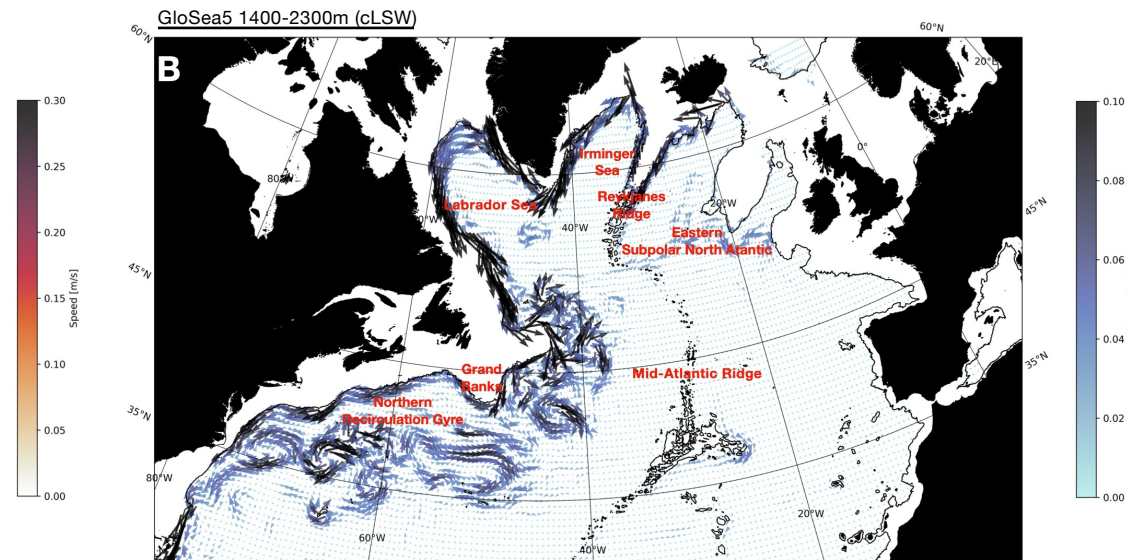 GloSea5 1400-2300m (cLSW)
60°N
60°N
B
20°E
0.30
0.25
0.20
0.15
0.10
0.05
0.00
Speed [m/s]
0.10
0.08
0.06
0.04
0.02
0.00
80°W
0°
45°N
45°N
35°N
35°N
80°W
60°W
40°W
20°W
40°W
20°W
Irminger
Sea
Labrador Sea
Reykjanes
Ridge
Eastern
Subpolar North Atantic
Grand
Banks
Mid-Atlantic Ridge
Northern
Recirculation Gyre